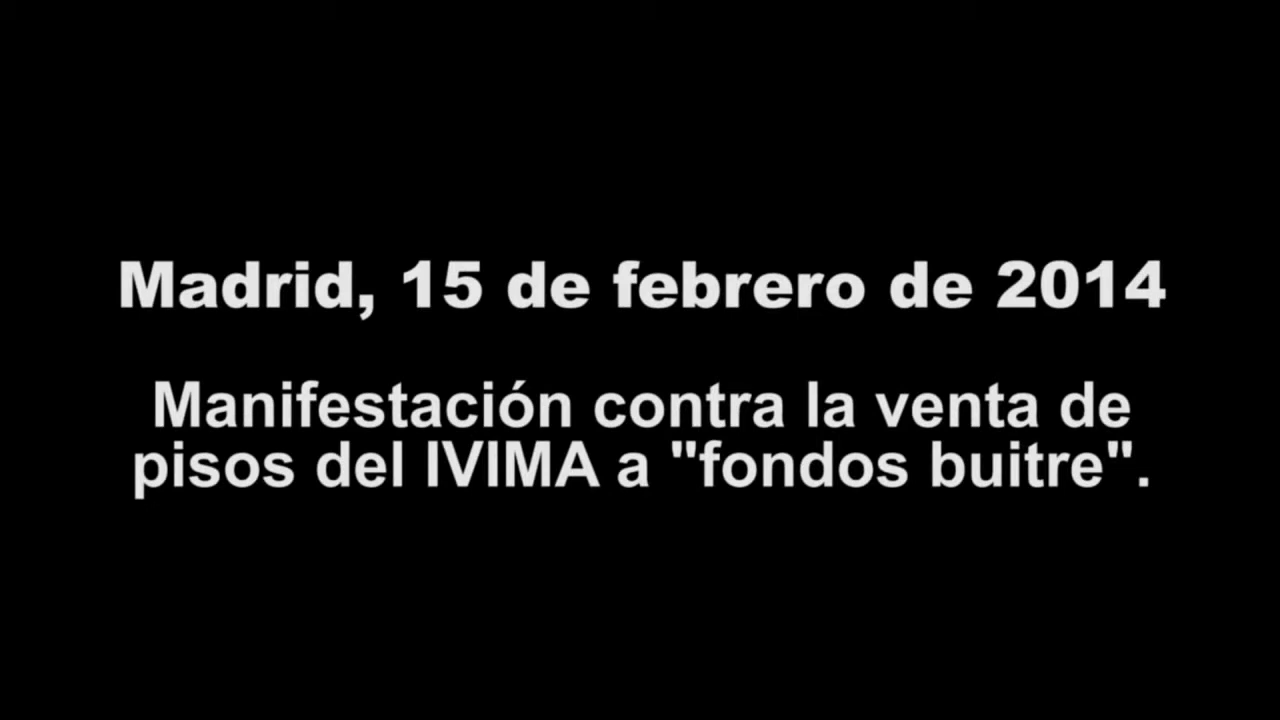 Madrid, 15 de febrero de 2014
Manifestación contra la venta de
pisos del IVIMA a "fondos buitre".